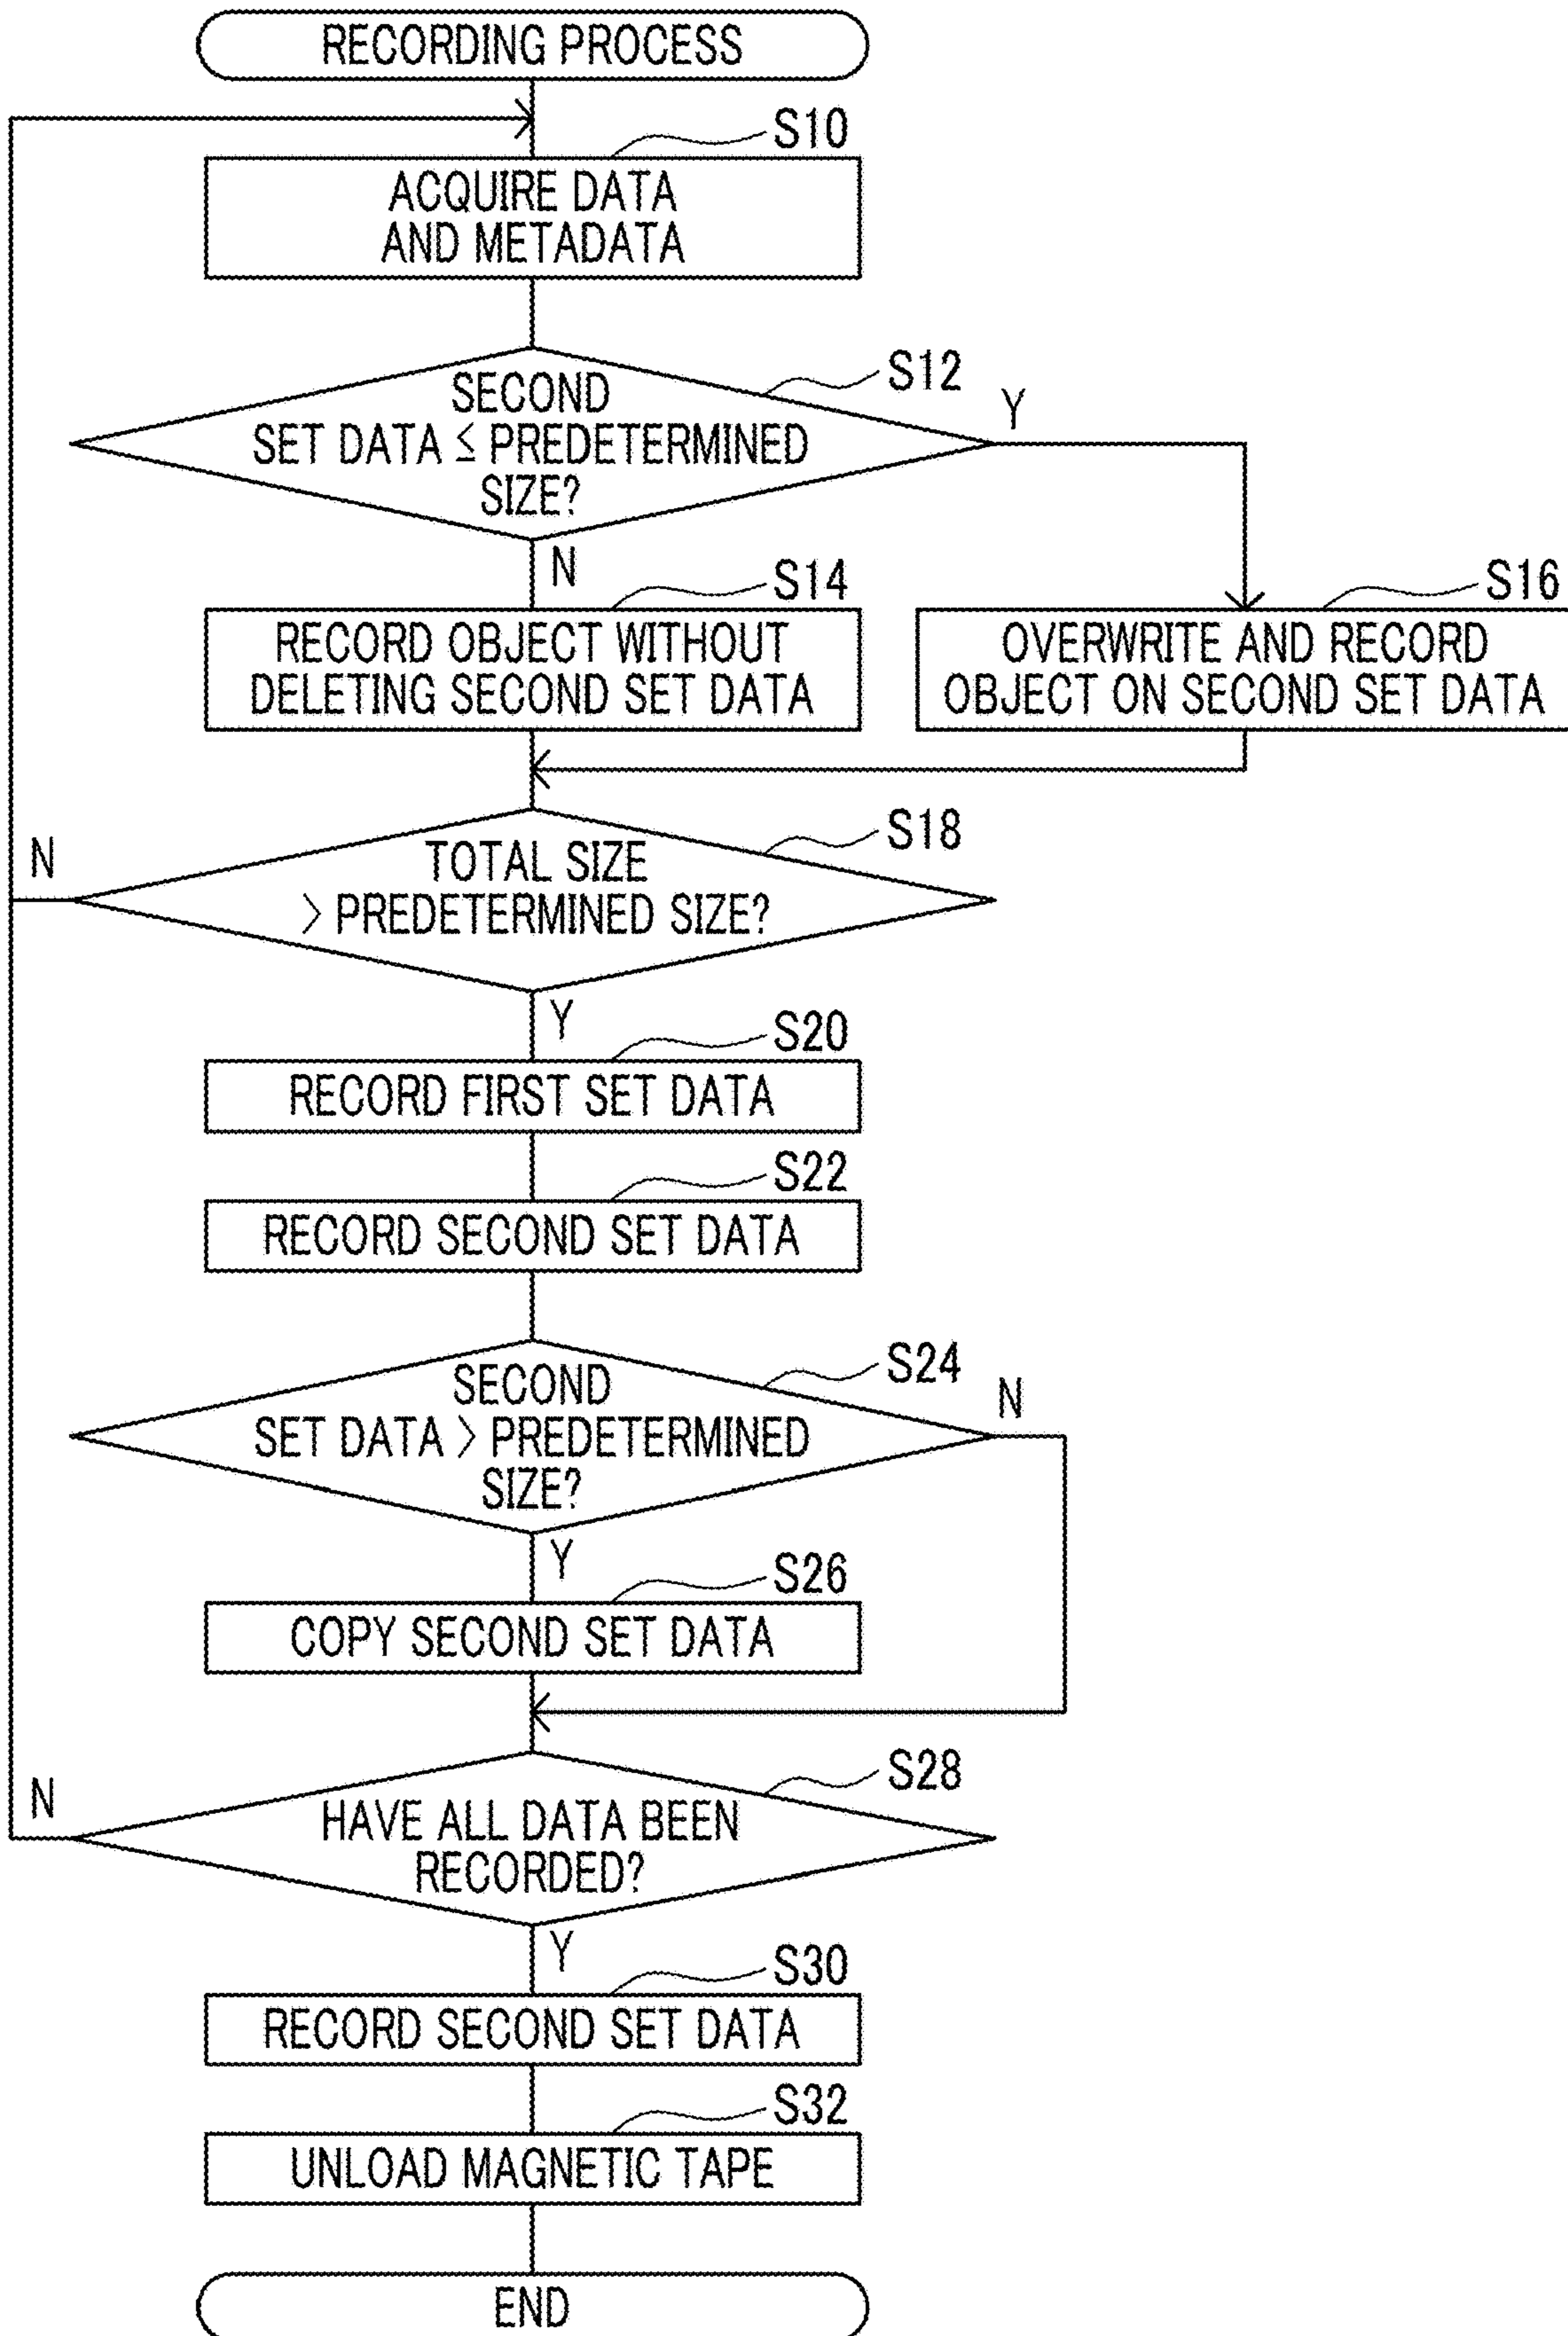 RECORDING PROCESS
S10
ACQUIRE DATA
AND METADATA
S12
SECOND
SET DATA ≤ PREDETERMINED
SIZE?
Y
N
S14
RECORD OBJECT WITHOUT
DELETING SECOND SET DATA
S16
OVERWRITE AND RECORD
OBJECT ON SECOND SET DATA
S18
N
TOTAL SIZE
> PREDETERMINED SIZE?
Y
S20
RECORD FIRST SET DATA
S22
RECORD SECOND SET DATA
S24
SECOND
SET DATA > PREDETERMINED
SIZE?
N
Y
S26
COPY SECOND SET DATA
S28
N
HAVE ALL DATA BEEN
RECORDED?
Y
S30
RECORD SECOND SET DATA
S32
UNLOAD MAGNETIC TAPE
END